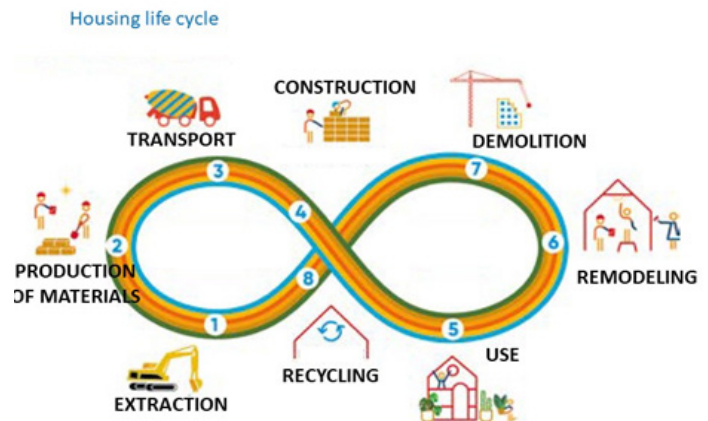 Housing life cycle
CONSTRUCTION
TRANSPORT
DEMOLITION
3
7
4
2
6
PRODUCTION
OF MATERIALS
8
REMODELING
1
5
RECYCLING
USE
EXTRACTION